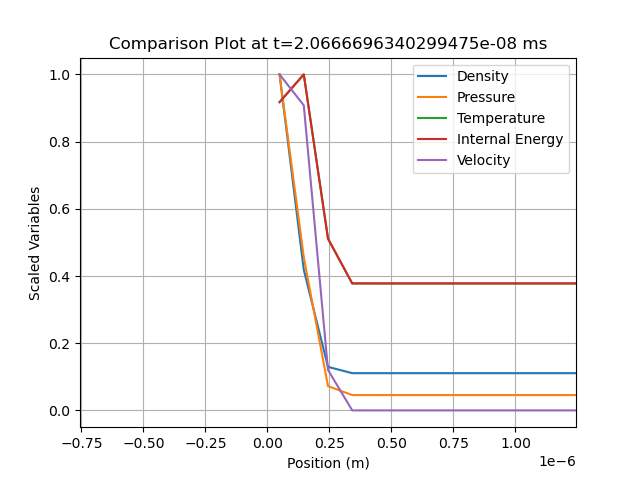 Comparison Plot at t=2.0666696340299475e-08 ms
Density
Pressure
Temperature
Internal Energy
Velocity
1.0
0.8
0.6
0.4
0.2
0.0
Scaled Variables
−0.75
−0.50
−0.25
0.00
0.25
0.50
0.75
1.00
Position (m)
1e−6